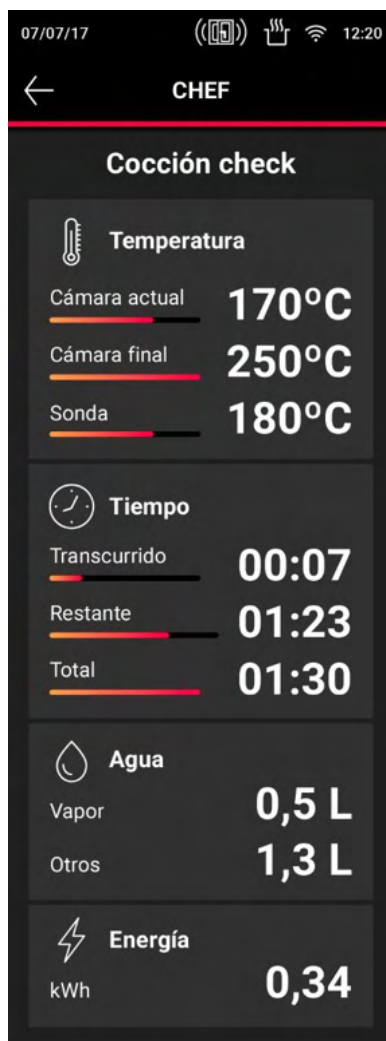 07/07/17 12:20
CHEF
Cocción check
Temperatura
Cámara actual 170ºC
Cámara final 250ºC
Sonda 180ºC
Tiempo
Transcurrido 00:07
Restante 01:23
Total 01:30
Agua
Vapor 0,5 L
Otros 1,3 L
Energía
kWh 0,34